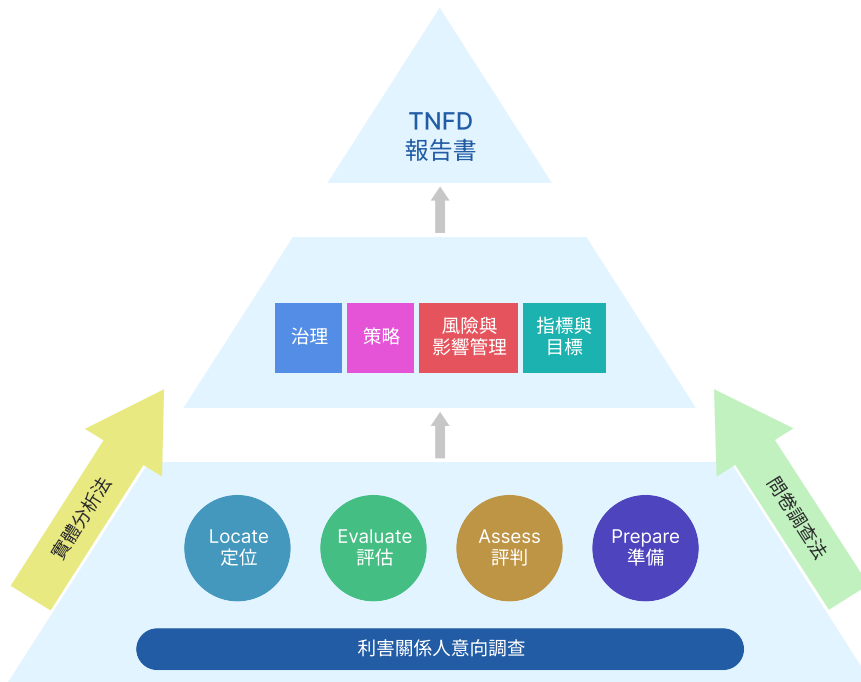 TNFD
報告書
治理
策略
風險與
影響管理
指標與
目標
實體分析法
問卷調查法
Locate
定位
Evaluate
評估
Assess
評判
Prepare
準備
利害關係人意向調查